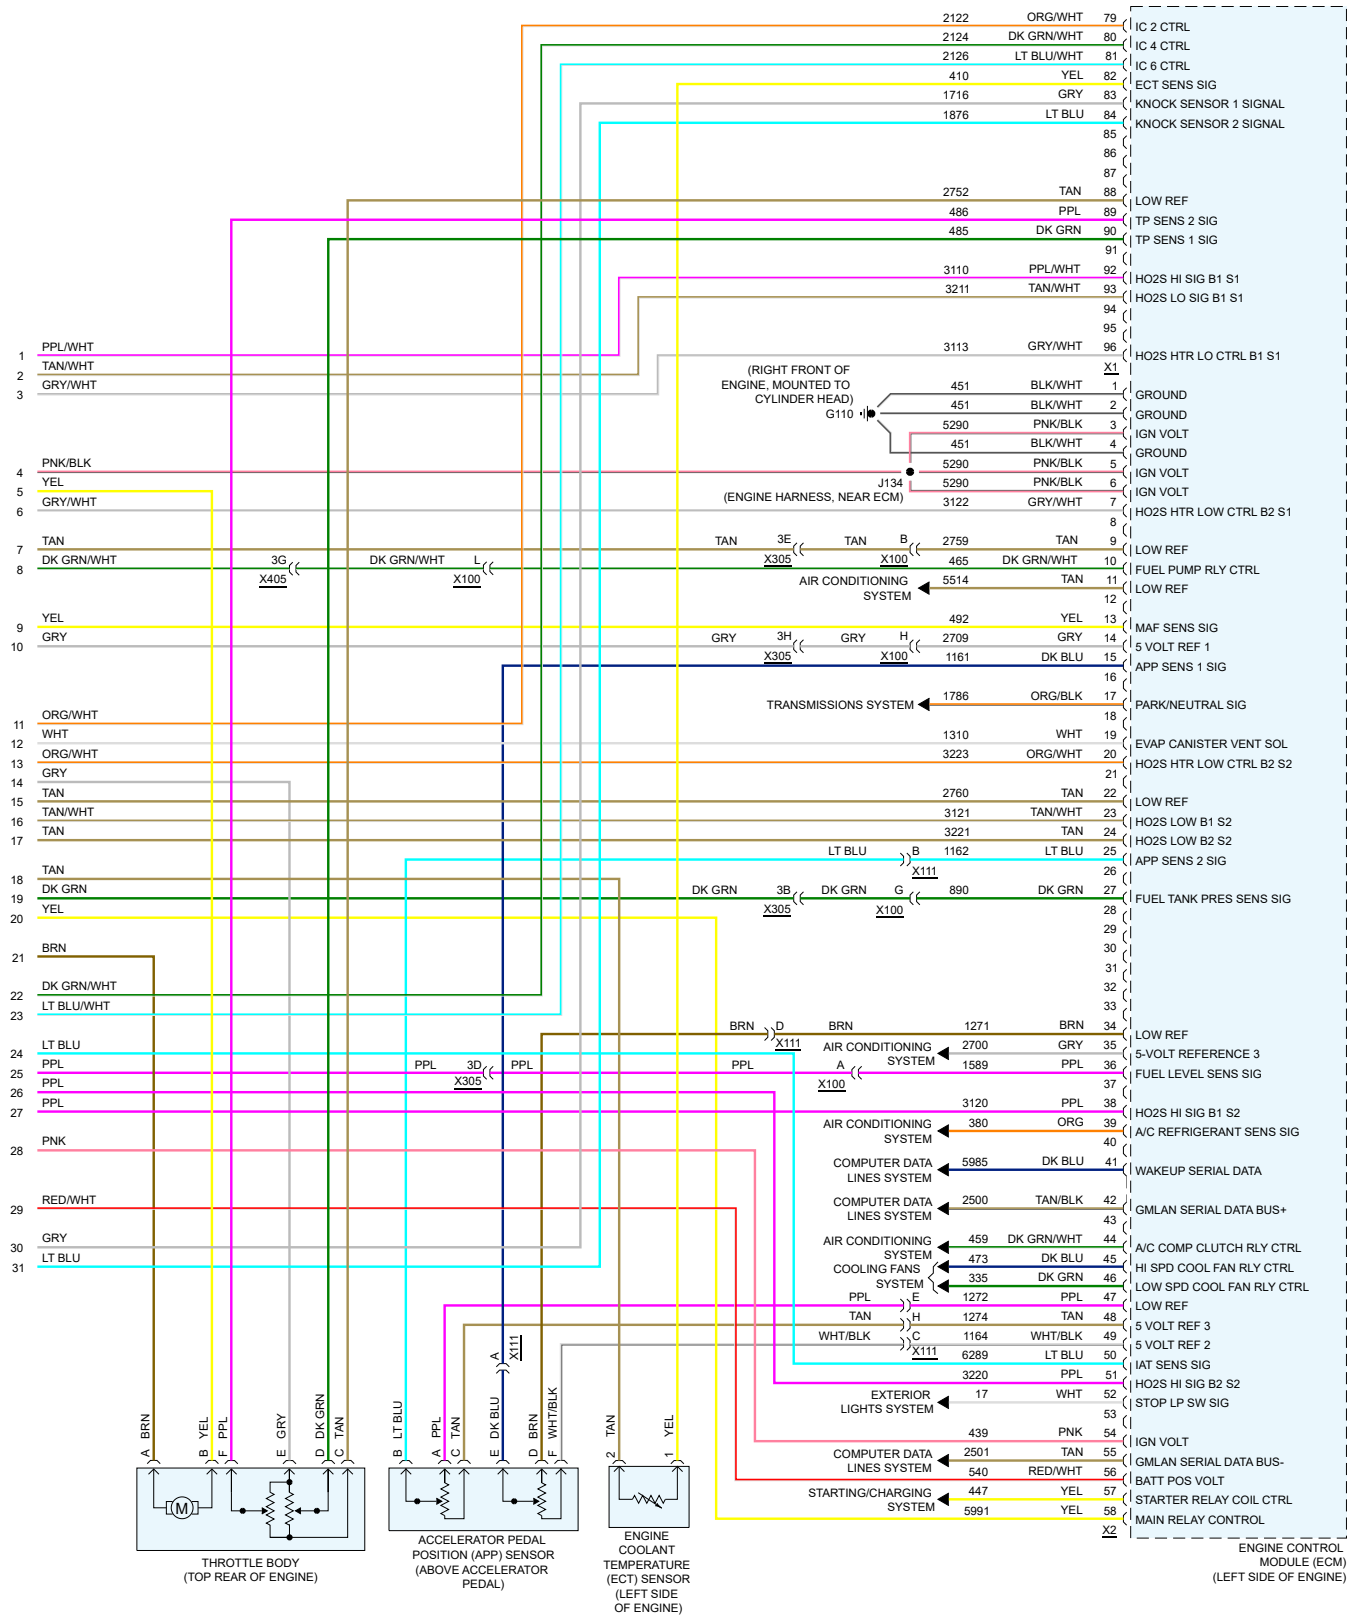 2122 ORG/WHT 79 IC 2 CTRL
2124 DK GRN/WHT 80 IC 4 CTRL
2126 LT BLU/WHT 81 IC 6 CTRL
410 YEL 82 ECT SENS SIG
1716 GRY 83 KNOCK SENSOR 1 SIGNAL
1876 LT BLU 84 KNOCK SENSOR 2 SIGNAL
85
86
87
2752 TAN 88 LOW REF
486 PPL 89 TP SENS 2 SIG
485 DK GRN 90 TP SENS 1 SIG
91
3110 PPL/WHT 92 HO2S HI SIG B1 S1
3211 TAN/WHT 93 HO2S LO SIG B1 S1
94
95
1 PPL/WHT 3113 GRY/WHT 96 HO2S HTR LO CTRL B1 S1
2 TAN/WHT X1
3 GRY/WHT
(RIGHT FRONT OF
ENGINE, MOUNTED TO
CYLINDER HEAD)
G110
451 BLK/WHT 1 GROUND
451 BLK/WHT 2 GROUND
5290 PNK/BLK 3 IGN VOLT
451 BLK/WHT 4 GROUND
4 PNK/BLK 5290 PNK/BLK 5 IGN VOLT
5 YEL J134 5290 PNK/BLK 6 IGN VOLT
(ENGINE HARNESS, NEAR ECM)
6 GRY/WHT 3122 GRY/WHT 7 HO2S HTR LOW CTRL B2 S1
8
7 TAN TAN 3E X305 TAN B X100 2759 TAN 9 LOW REF
8 DK GRN/WHT 3G X405 DK GRN/WHT L X100 465 DK GRN/WHT 10 FUEL PUMP RLY CTRL
AIR CONDITIONING
SYSTEM
5514 TAN 11 LOW REF
12
9 YEL 492 YEL 13 MAF SENS SIG
10 GRY GRY 3H X305 GRY H X100 2709 GRY 14 5 VOLT REF 1
1161 DK BLU 15 APP SENS 1 SIG
16
TRANSMISSIONS SYSTEM 1786 ORG/BLK 17 PARK/NEUTRAL SIG
11 ORG/WHT 18
12 WHT 1310 WHT 19 EVAP CANISTER VENT SOL
13 ORG/WHT 3223 ORG/WHT 20 HO2S HTR LOW CTRL B2 S2
14 GRY 21
15 TAN 2760 TAN 22 LOW REF
16 TAN/WHT 3121 TAN/WHT 23 HO2S LOW B1 S2
17 TAN 3221 TAN 24 HO2S LOW B2 S2
LT BLU B X111 1162 LT BLU 25 APP SENS 2 SIG
18 TAN 26
19 DK GRN DK GRN 3B X305 DK GRN G X100 890 DK GRN 27 FUEL TANK PRES SENS SIG
20 YEL 28
29
21 BRN 30
31
22 DK GRN/WHT 32
23 LT BLU/WHT 33
BRN D X111 BRN 1271 BRN 34 LOW REF
24 LT BLU
AIR CONDITIONING
SYSTEM
2700 GRY 35 5-VOLT REFERENCE 3
25 PPL PPL 3D X305 PPL PPL A X100 1589 PPL 36 FUEL LEVEL SENS SIG
26 PPL 37
27 PPL 3120 PPL 38 HO2S HI SIG B1 S2
AIR CONDITIONING
SYSTEM
380 ORG 39 A/C REFRIGERANT SENS SIG
28 PNK 40
COMPUTER DATA
LINES SYSTEM
5985 DK BLU 41 WAKEUP SERIAL DATA
29 RED/WHT
COMPUTER DATA
LINES SYSTEM
2500 TAN/BLK 42 GMLAN SERIAL DATA BUS+
43
30 GRY
AIR CONDITIONING
SYSTEM
459 DK GRN/WHT 44 A/C COMP CLUTCH RLY CTRL
31 LT BLU
COOLING FANS
SYSTEM
473 DK BLU 45 HI SPD COOL FAN RLY CTRL
335 DK GRN 46 LOW SPD COOL FAN RLY CTRL
PPL E 1272 PPL 47 LOW REF
TAN H 1274 TAN 48 5 VOLT REF 3
WHT/BLK C X111 1164 WHT/BLK 49 5 VOLT REF 2
A X111
6289 LT BLU 50 IAT SENS SIG
3220 PPL 51 HO2S HI SIG B2 S2
EXTERIOR
LIGHTS SYSTEM
17 WHT 52 STOP LP SW SIG
53
439 PNK 54 IGN VOLT
COMPUTER DATA
LINES SYSTEM
2501 TAN 55 GMLAN SERIAL DATA BUS-
540 RED/WHT 56 BATT POS VOLT
STARTING/CHARGING
SYSTEM
447 YEL 57 STARTER RELAY COIL CTRL
5991 YEL 58 MAIN RELAY CONTROL
X2
A BRN
B YEL
F PPL
E GRY
D DK GRN
C TAN
B LT BLU
A PPL
C TAN
E DK BLU
D BRN
F WHT/BLK
2 TAN
1 YEL
M
THROTTLE BODY
(TOP REAR OF ENGINE)
ACCELERATOR PEDAL
POSITION (APP) SENSOR
(ABOVE ACCELERATOR
PEDAL)
ENGINE
COOLANT
TEMPERATURE
(ECT) SENSOR
(LEFT SIDE
OF ENGINE)
ENGINE CONTROL
MODULE (ECM)
(LEFT SIDE OF ENGINE)